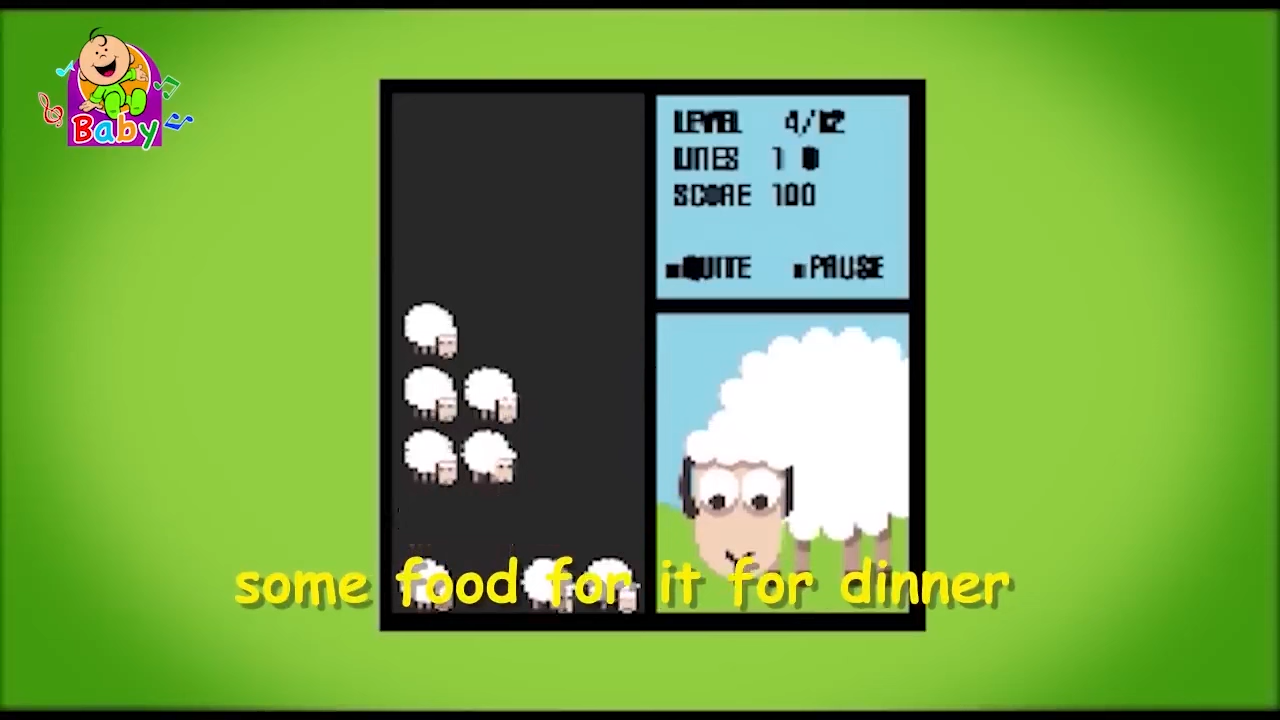 Baby
LEVEL 4/12
LINES 1 0
SCORE 100
QUITE PAUSE
some food for it for dinner